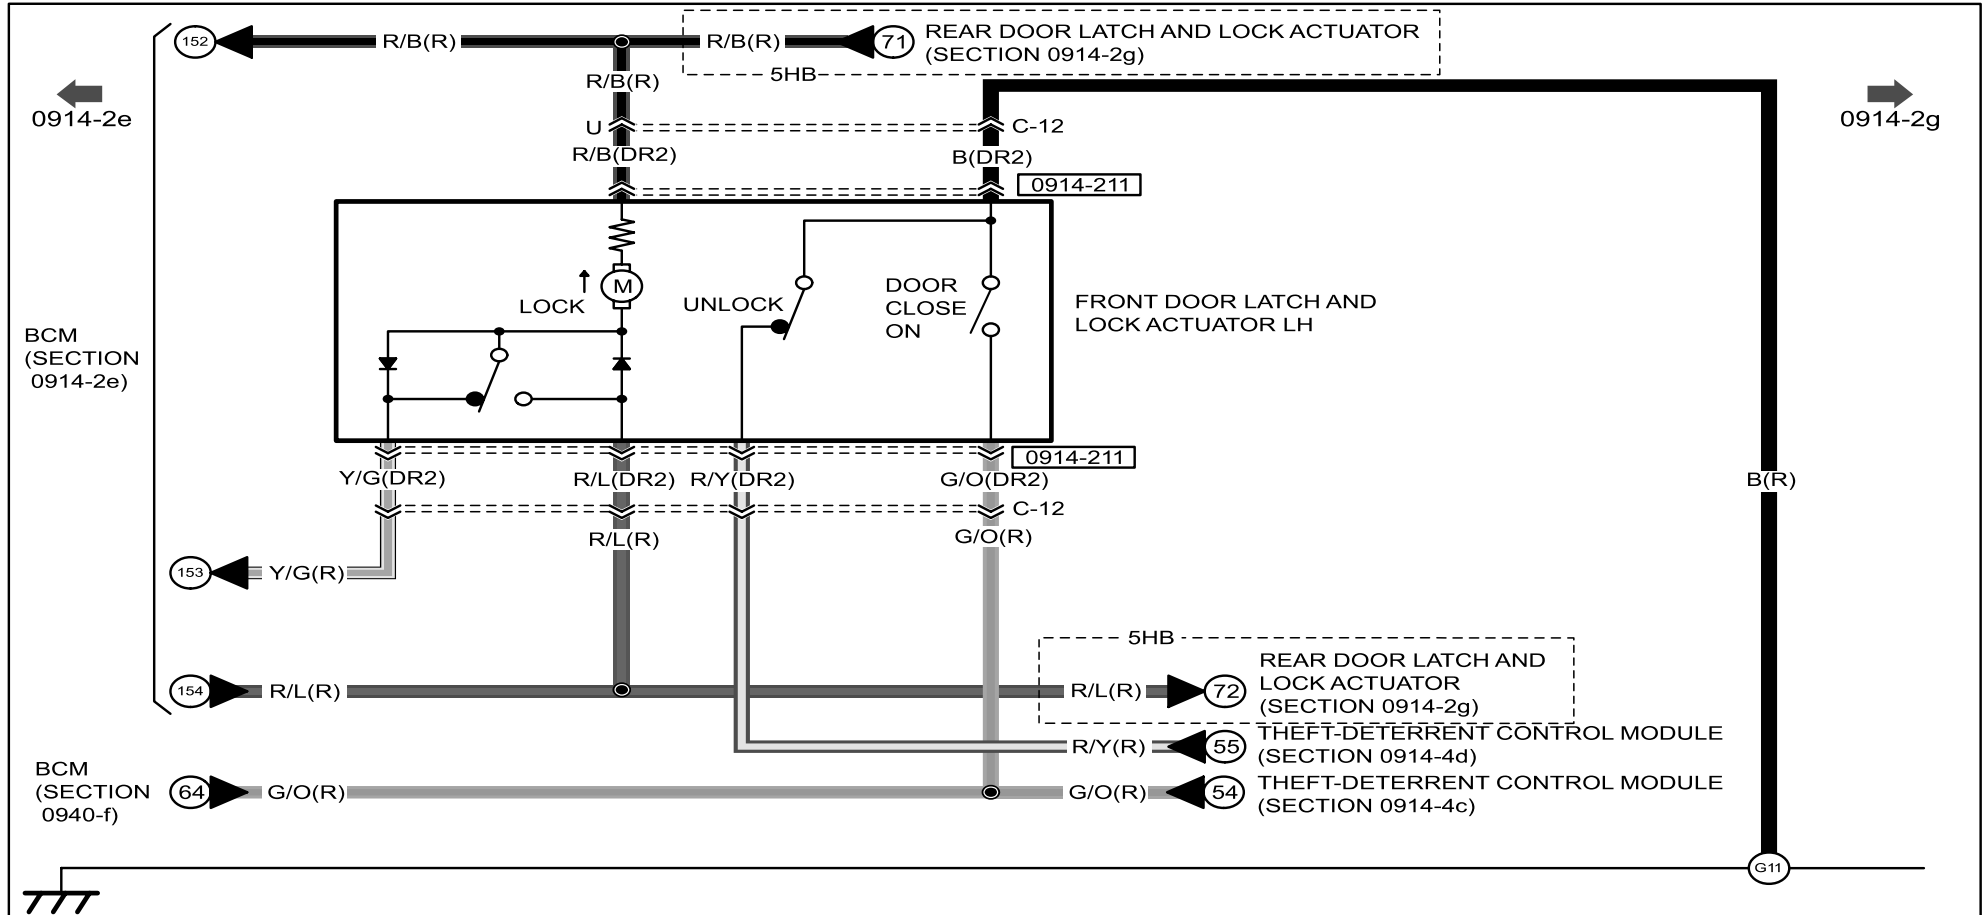 152
R/B(R)
R/B(R)
71
REAR DOOR LATCH AND LOCK ACTUATOR
(SECTION 0914-2g)
5HB
R/B(R)
0914-2e
0914-2g
U
C-12
R/B(DR2)
B(DR2)
0914-211
M
LOCK
UNLOCK
DOOR
CLOSE
ON
FRONT DOOR LATCH AND
LOCK ACTUATOR LH
BCM
(SECTION
0914-2e)
0914-211
Y/G(DR2)
R/L(DR2)
R/Y(DR2)
G/O(DR2)
B(R)
C-12
R/L(R)
G/O(R)
153
Y/G(R)
5HB
154
R/L(R)
R/L(R)
72
REAR DOOR LATCH AND
LOCK ACTUATOR
(SECTION 0914-2g)
R/Y(R)
55
THEFT-DETERRENT CONTROL MODULE
(SECTION 0914-4d)
BCM
(SECTION
0940-f)
64
G/O(R)
G/O(R)
54
THEFT-DETERRENT CONTROL MODULE
(SECTION 0914-4c)
G11